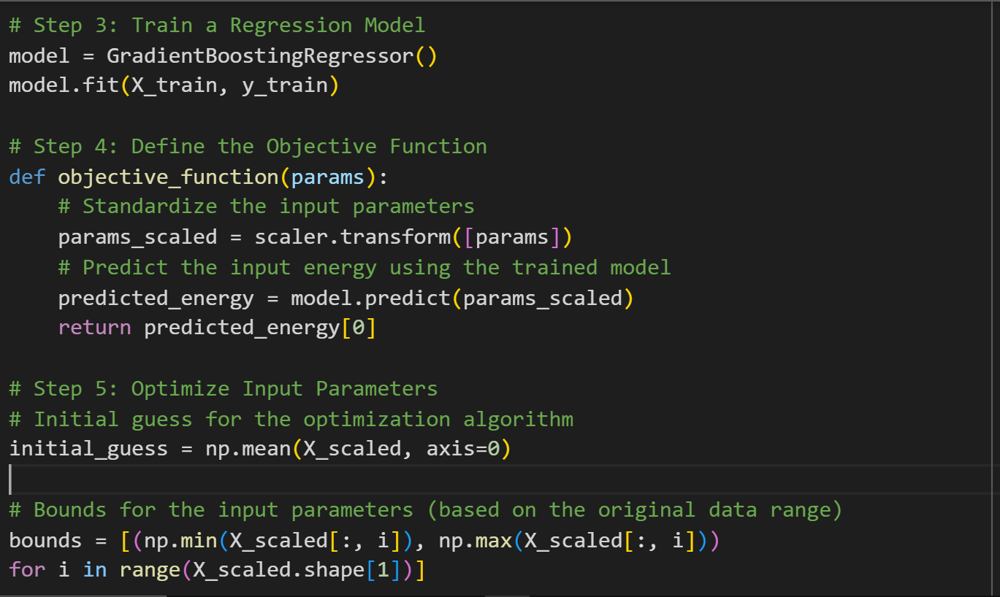 # Step 3: Train a Regression Model
model = GradientBoostingRegressor()
model.fit(X_train, y_train)

# Step 4: Define the Objective Function
def objective_function(params):
    # Standardize the input parameters
    params_scaled = scaler.transform([params])
    # Predict the input energy using the trained model
    predicted_energy = model.predict(params_scaled)
    return predicted_energy[0]

# Step 5: Optimize Input Parameters
# Initial guess for the optimization algorithm
initial_guess = np.mean(X_scaled, axis=0)

# Bounds for the input parameters (based on the original data range)
bounds = [(np.min(X_scaled[:, i]), np.max(X_scaled[:, i]))
for i in range(X_scaled.shape[1])]